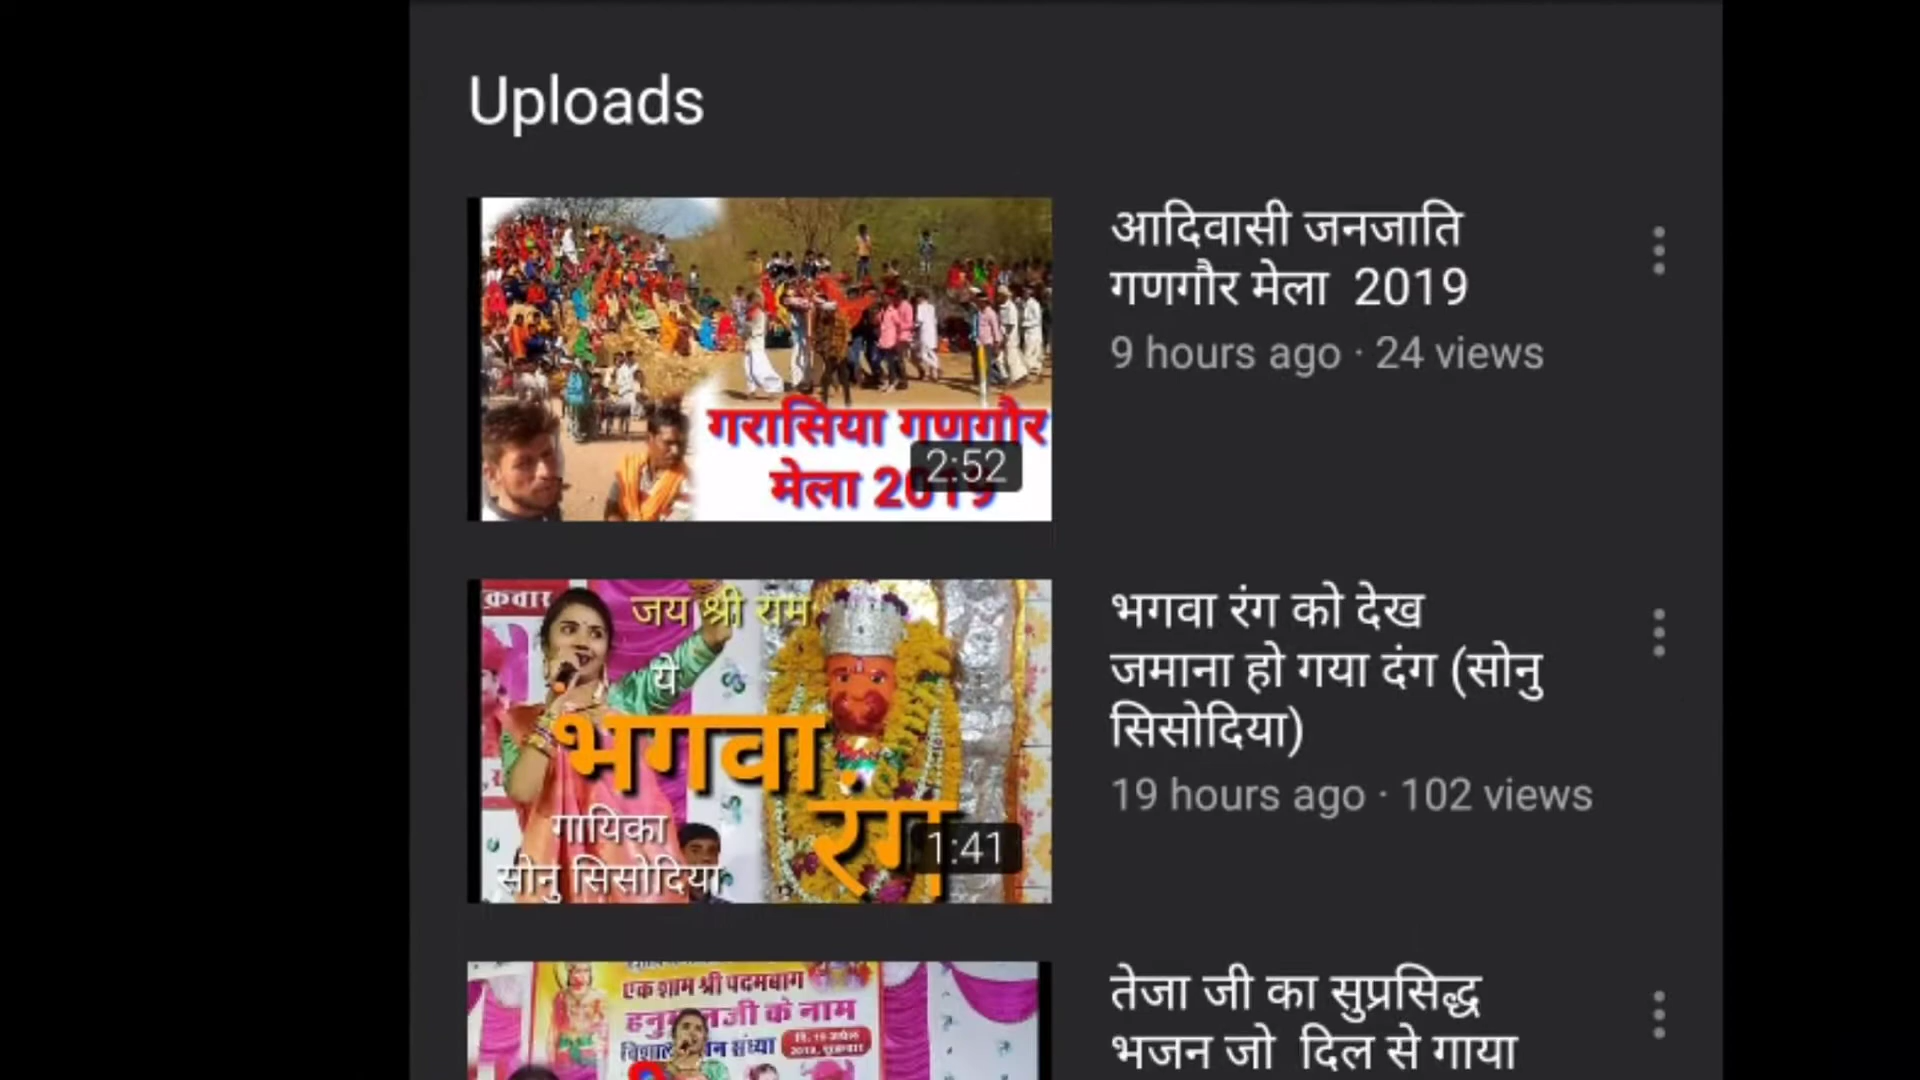 Uploads
गरासिया गणगौर
मेला 2019
2:52
आदिवासी जनजाति
गणगौर मेला 2019
9 hours ago · 24 views
जय श्री राम
ये
भगवा
रंग
गायिका
सोनु सिसोदिया
1:41
भगवा रंग को देख
जमाना हो गया दंग (सोनु
सिसोदिया)
19 hours ago · 102 views
एक शाम श्री पदमबाग
के नाम
संध्या
तेजा जी का सुप्रसिद्ध
भजन जो दिल से गाया